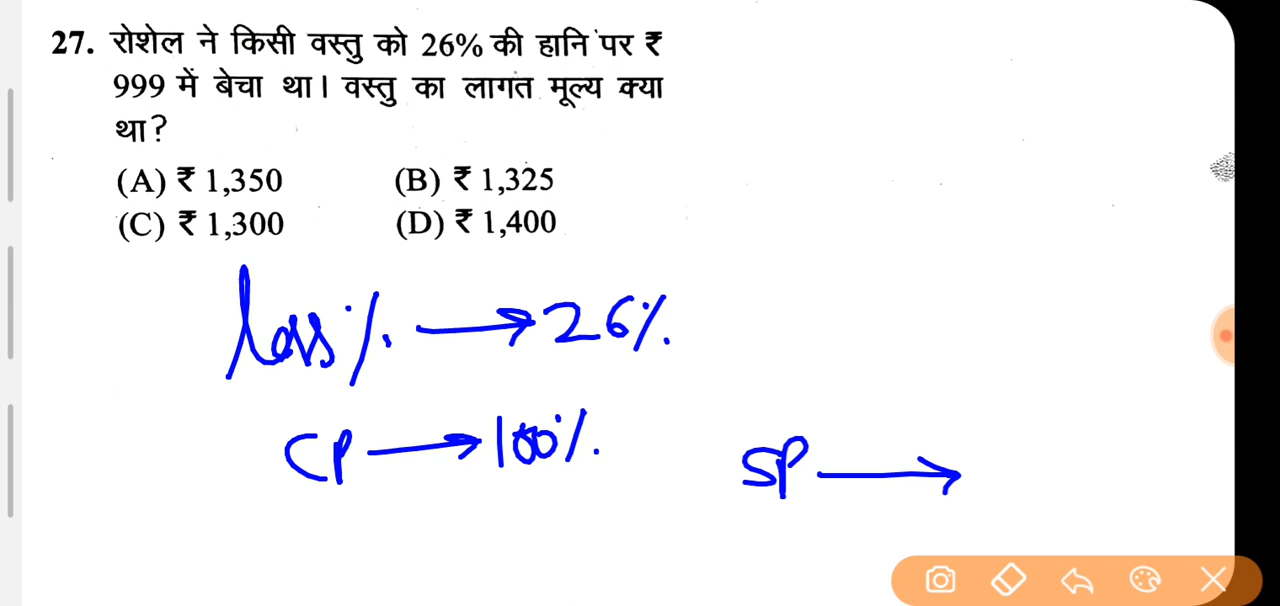 27. रोशेल ने किसी वस्तु को 26% की हानि पर ₹
999 में बेचा था। वस्तु का लागत मूल्य क्या
था?
(A) ₹ 1,350 (B) ₹ 1,325
(C) ₹ 1,300 (D) ₹ 1,400
loss% → 26%.
CP → 100%. SP →